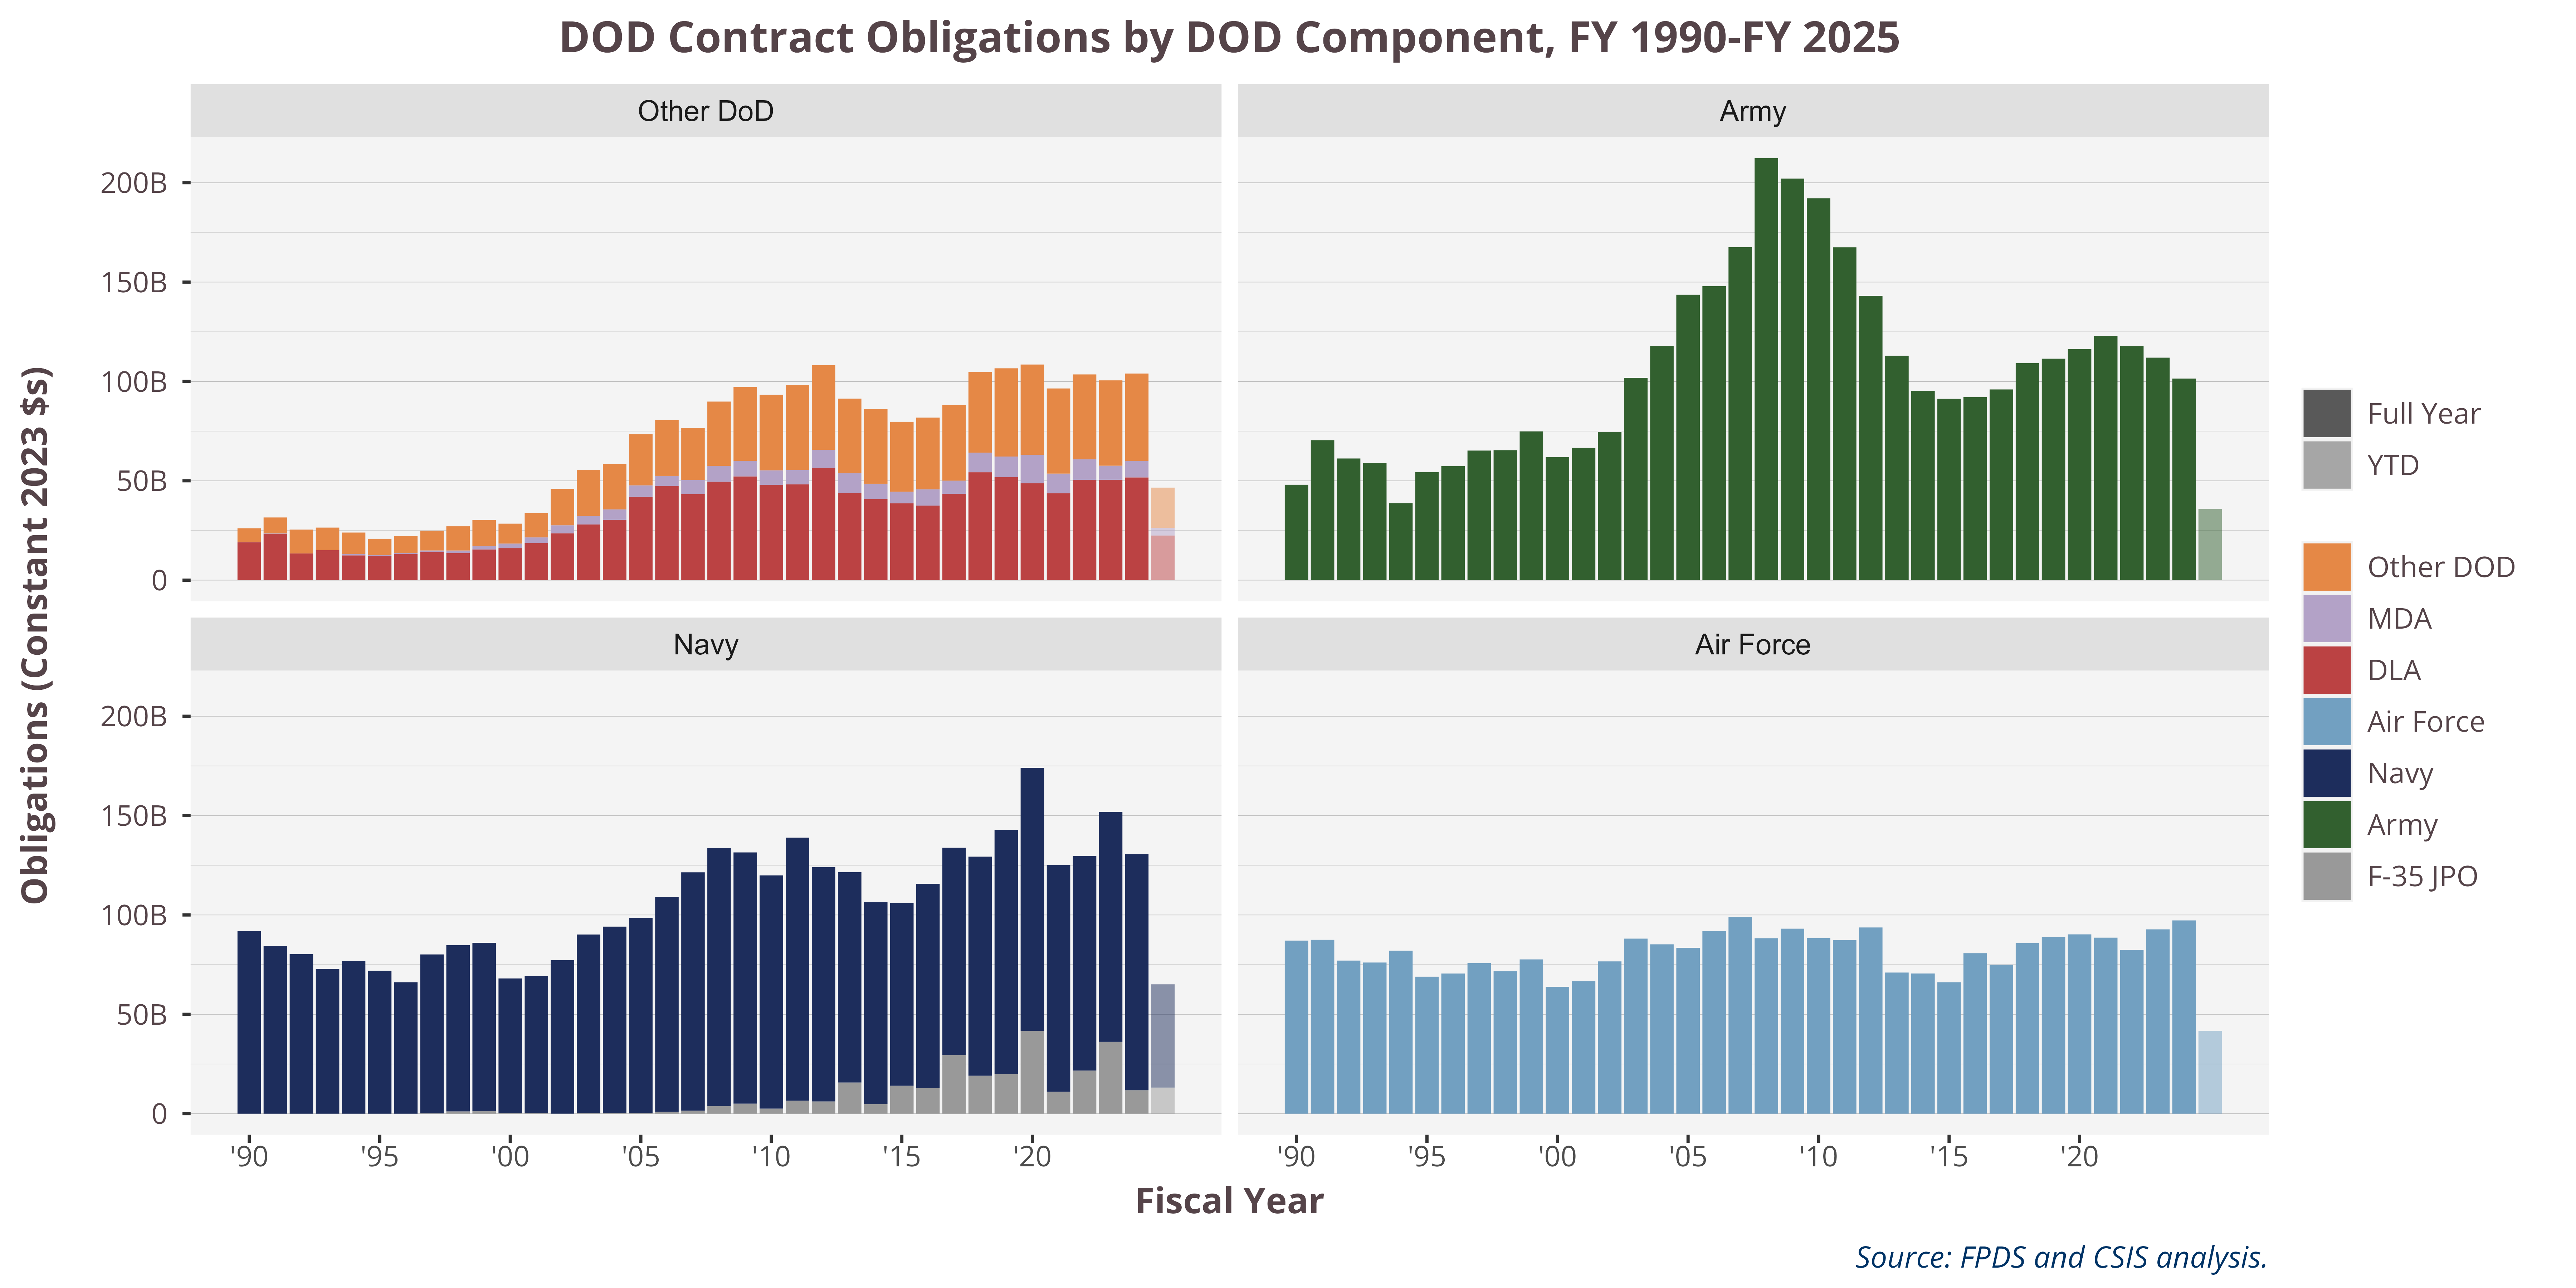 DOD Contract Obligations by DOD Component, FY 1990-FY 2025
Obligations (Constant 2023 $s)
Other DoD
Army
200B
150B
100B
50B
0
Navy
Air Force
200B
150B
100B
50B
0
'90 '95 '00 '05 '10 '15 '20
'90 '95 '00 '05 '10 '15 '20
Fiscal Year
Full Year
YTD
Other DOD
MDA
DLA
Air Force
Navy
Army
F-35 JPO
Source: FPDS and CSIS analysis.